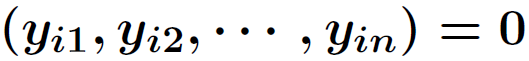 (y_{i1}, y_{i2}, \cdots, y_{in}) = 0